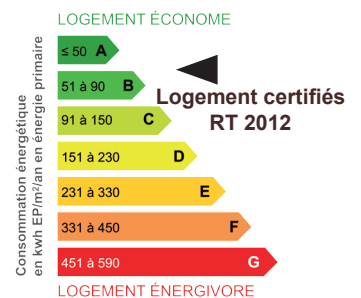 LOGEMENT ÉCONOME
Consommation énergétique
en kwh EP/m²/an en énergie primaire
≤ 50 A
51 à 90 B
91 à 150 C
151 à 230 D
231 à 330 E
331 à 450 F
451 à 590 G
Logement certifiés
RT 2012
LOGEMENT ÉNERGIVORE